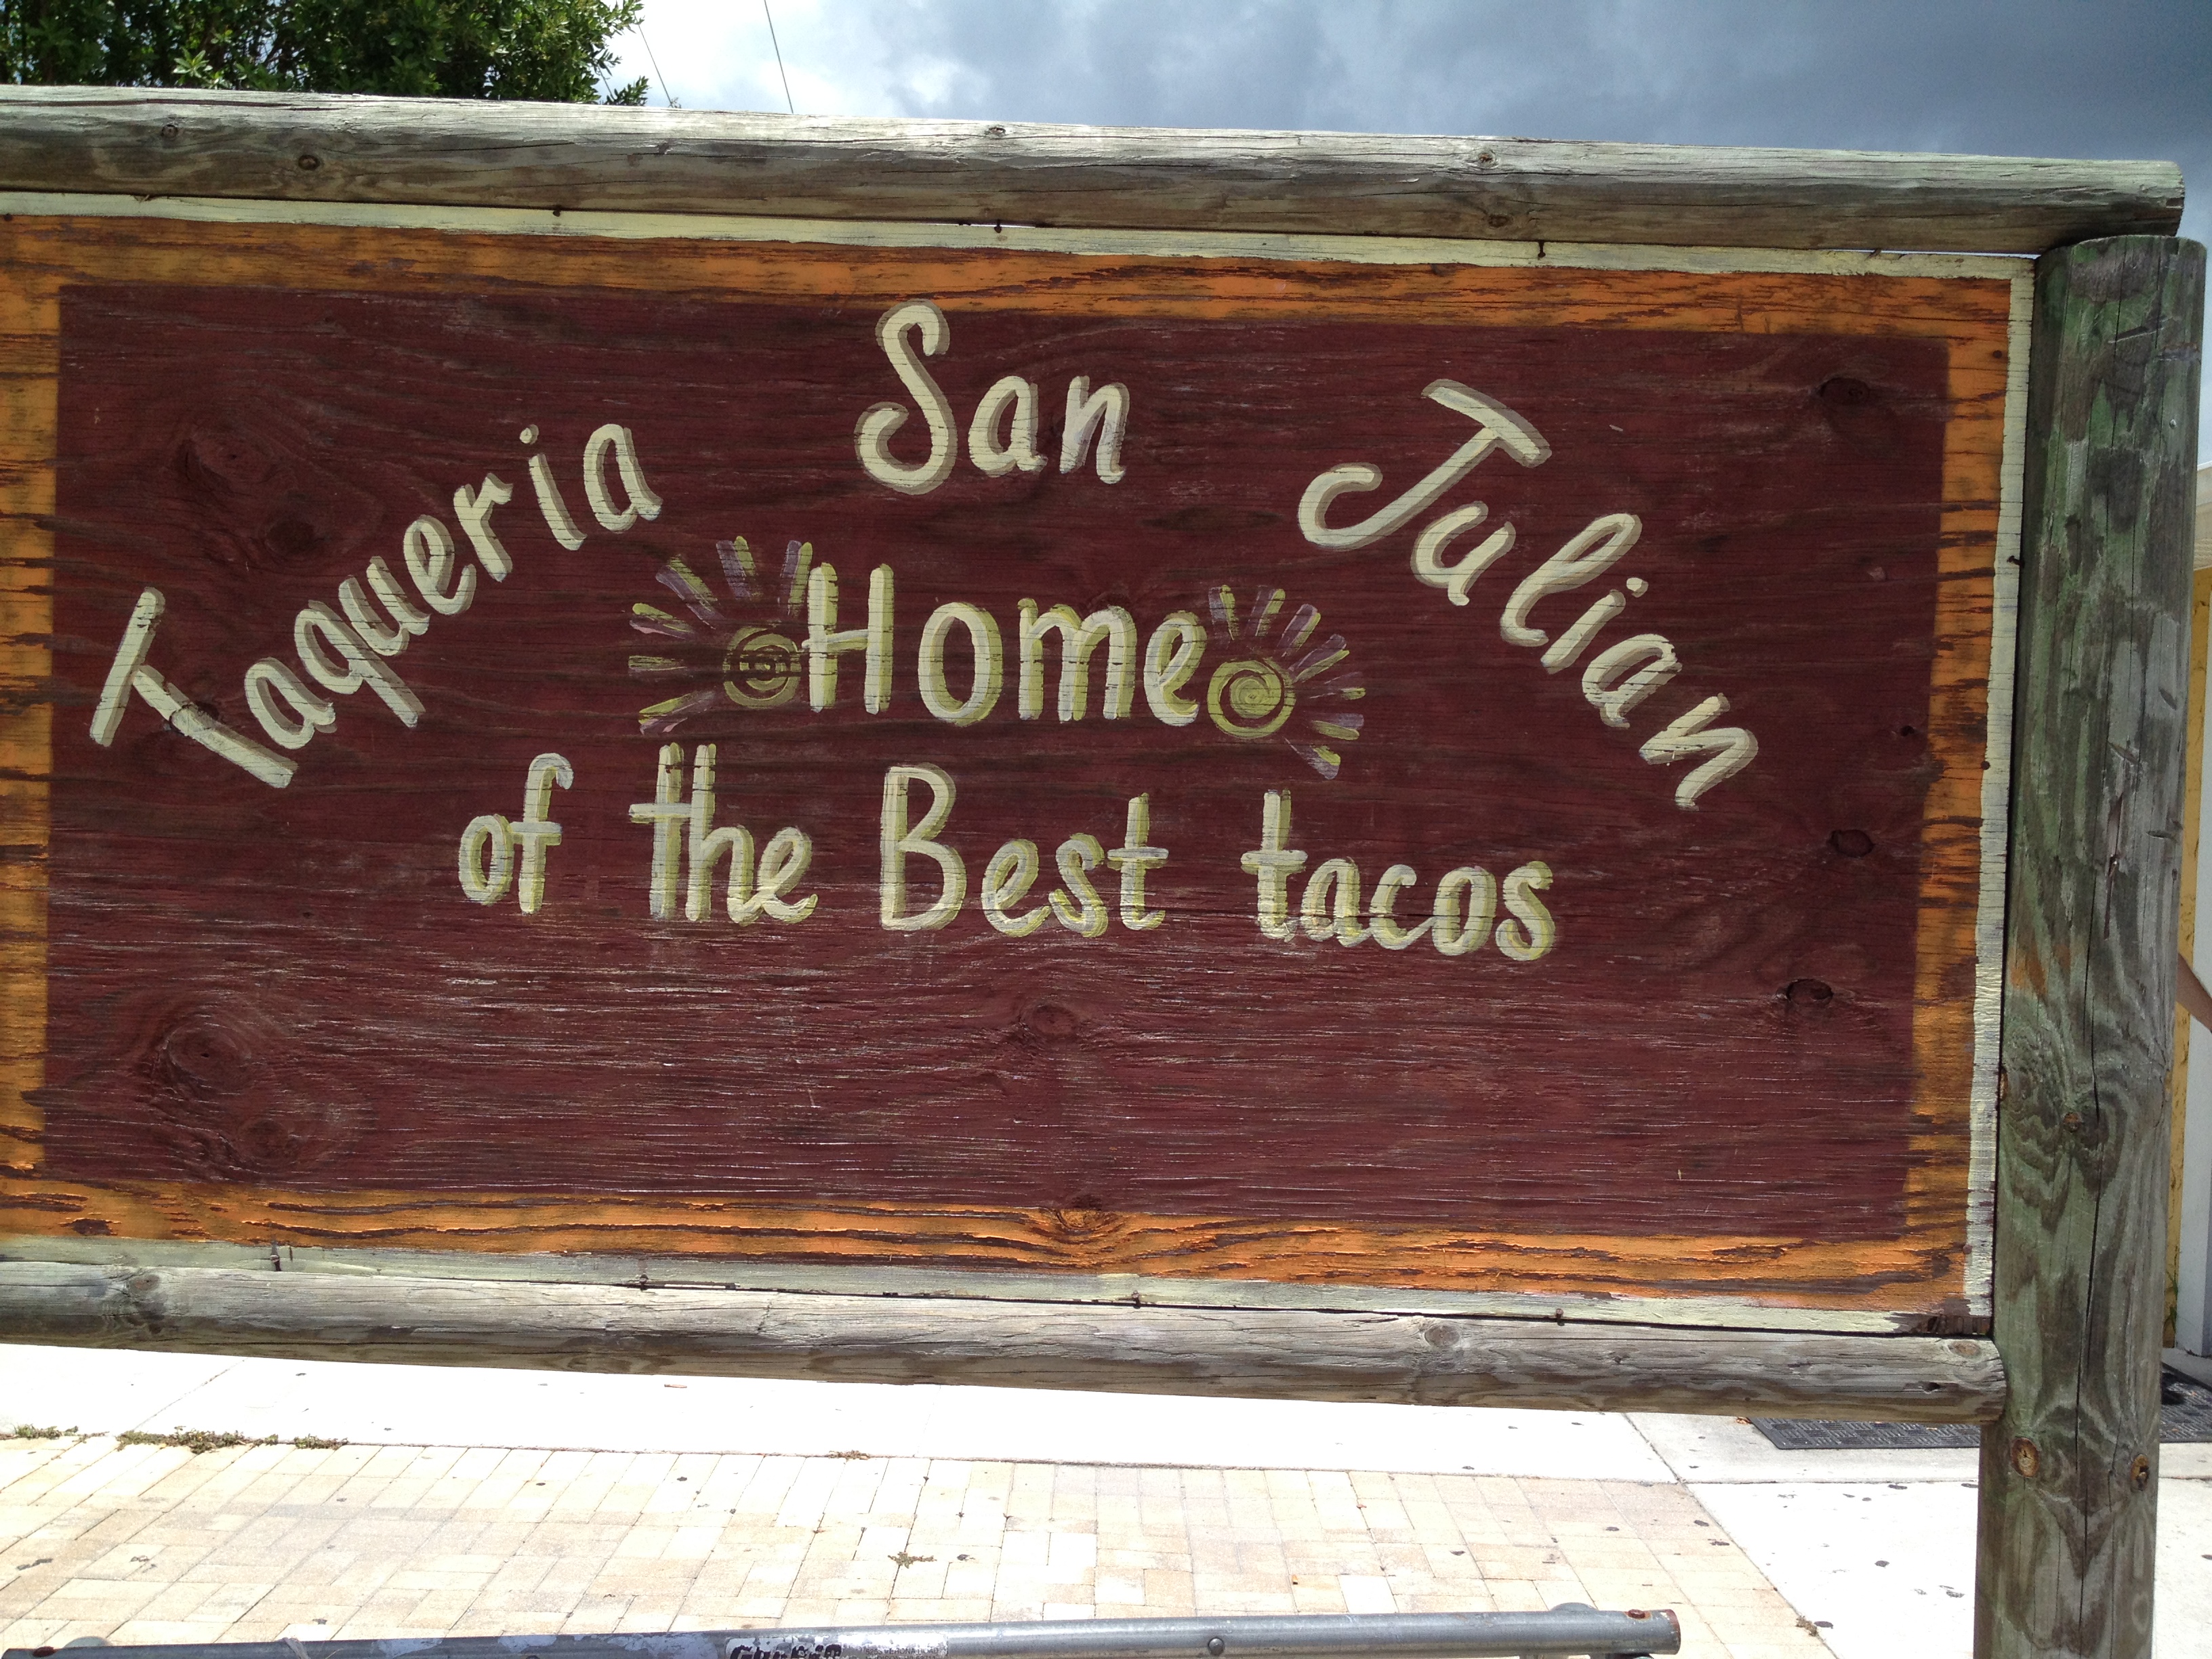 Taqueria San Julian
Home
of the Best tacos